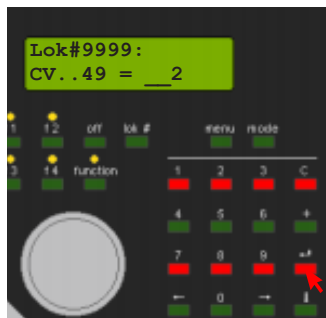 Lok#9999:
CV..49 = __2
1 12 off lok # menu mode
3 14 function 1 2 3 C
4 5 6 +
7 8 9 ↵
← 0 → i